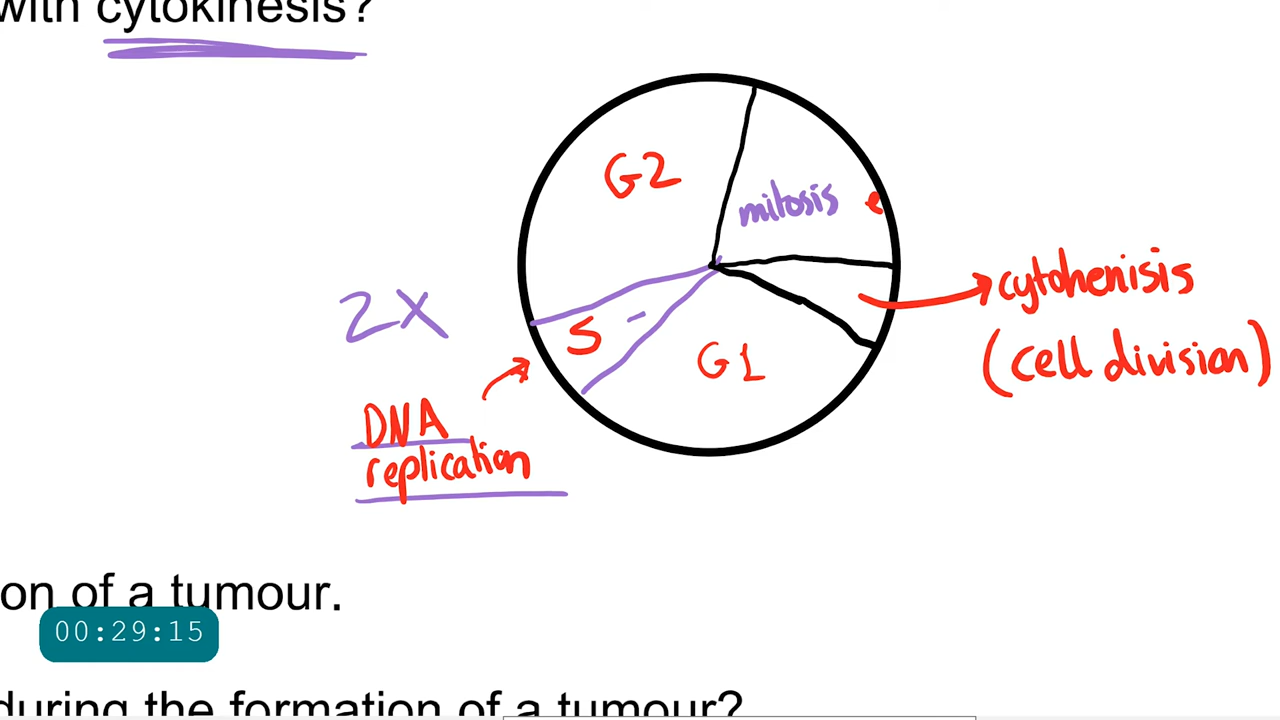 with cytokinesis?
G2
mitosis
e
cytohenisis
(cell division)
2X
S -
G1
DNA
replication
on of a tumour.
00:29:15
during the formation of a tumour?